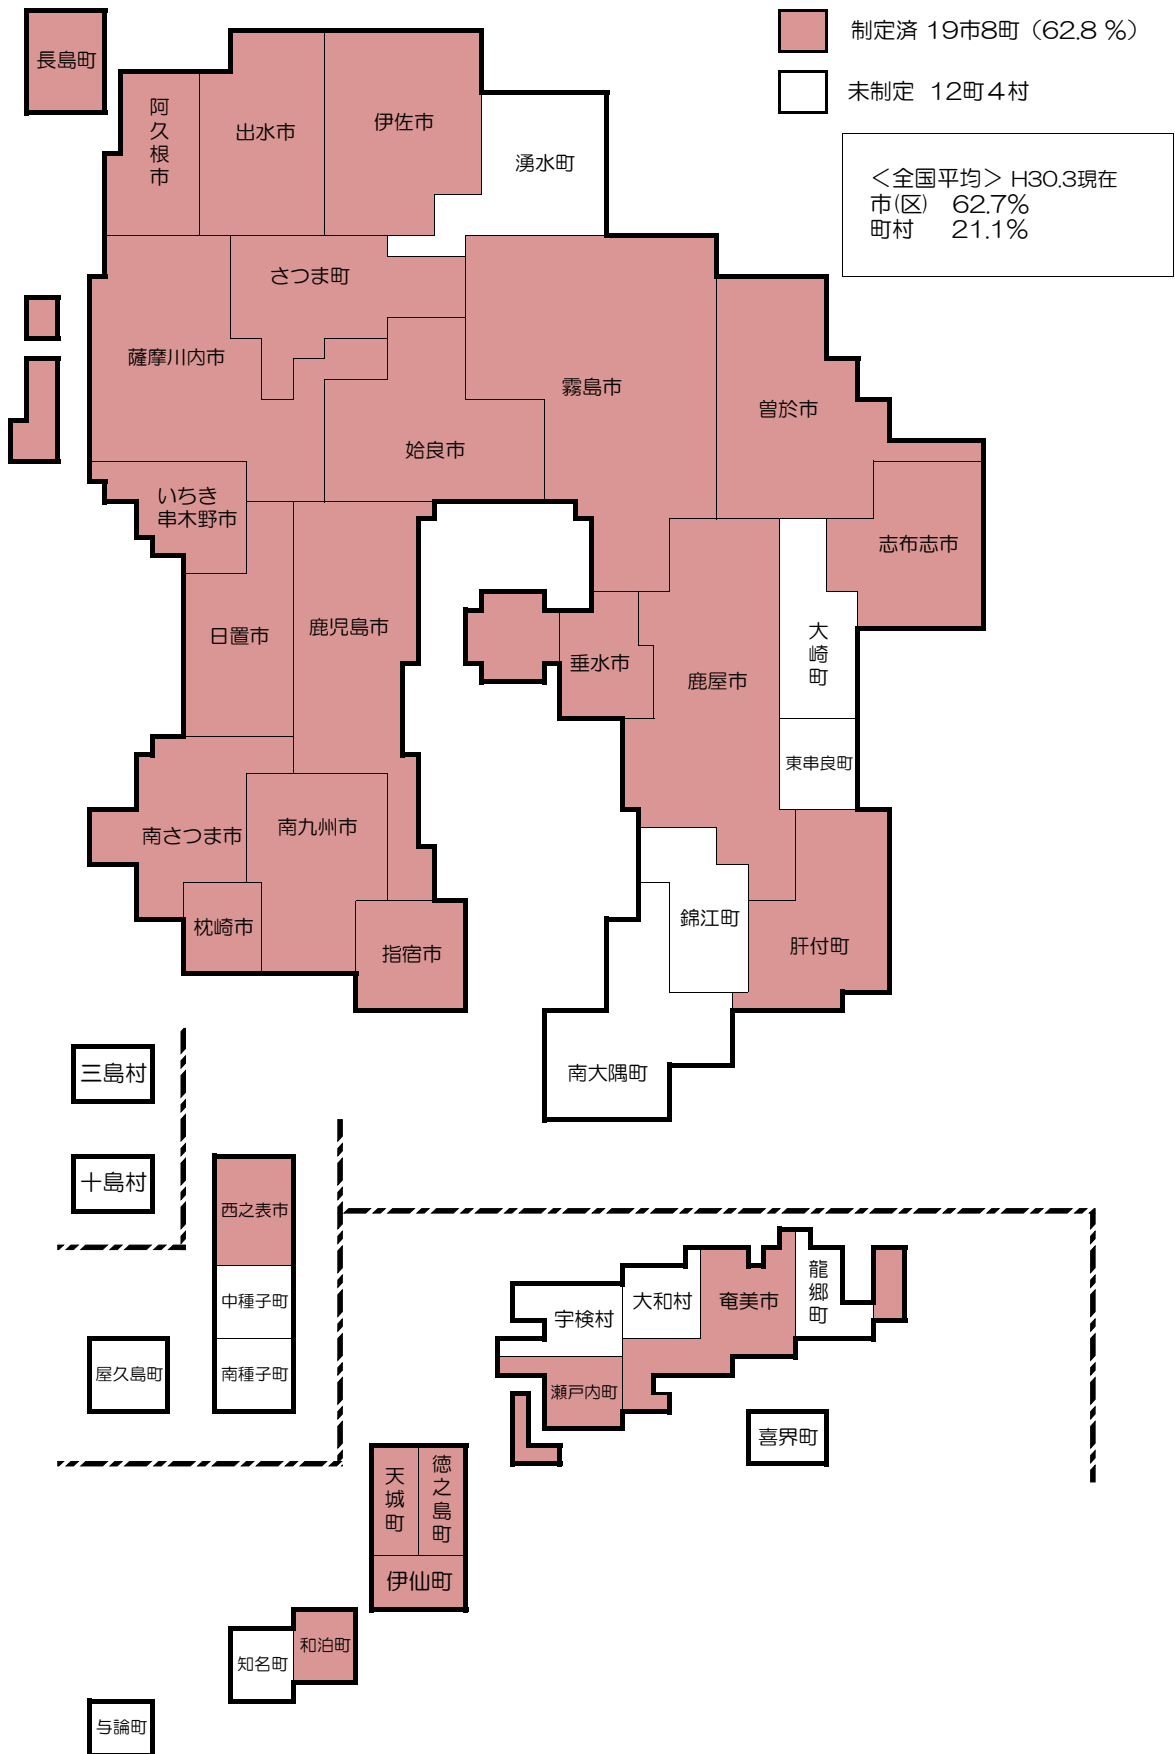 制定済 19市8町（62.8 %）
未制定 12町４村
＜全国平均＞ H30.3現在
市(区) 62.7%
町村 21.1%
長島町
阿久根市
出水市
伊佐市
湧水町
さつま町
薩摩川内市
霧島市
曽於市
姶良市
いちき
串木野市
志布志市
日置市
鹿児島市
垂水市
鹿屋市
大崎町
東串良町
南さつま市
南九州市
枕崎市
指宿市
錦江町
肝付町
南大隅町
三島村
十島村
西之表市
中種子町
南種子町
屋久島町
宇検村
大和村
奄美市
龍郷町
瀬戸内町
喜界町
天城町
徳之島町
伊仙町
和泊町
知名町
与論町